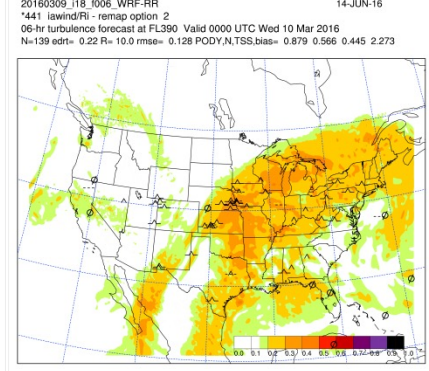 20160309_i18_f006_WRF-RR 14-JUN-16
*441 iawind/Ri - remap option 2
06-hr turbulence forecast at FL390 Valid 0000 UTC Wed 10 Mar 2016
N=139 edrt= 0.22 R= 10.0 rmse= 0.128 PODY,N,TSS,bias= 0.879 0.566 0.445 2.273
0.0 0.1 0.2 0.3 0.4 0.5 0.6 0.7 0.8 0.9 1.0